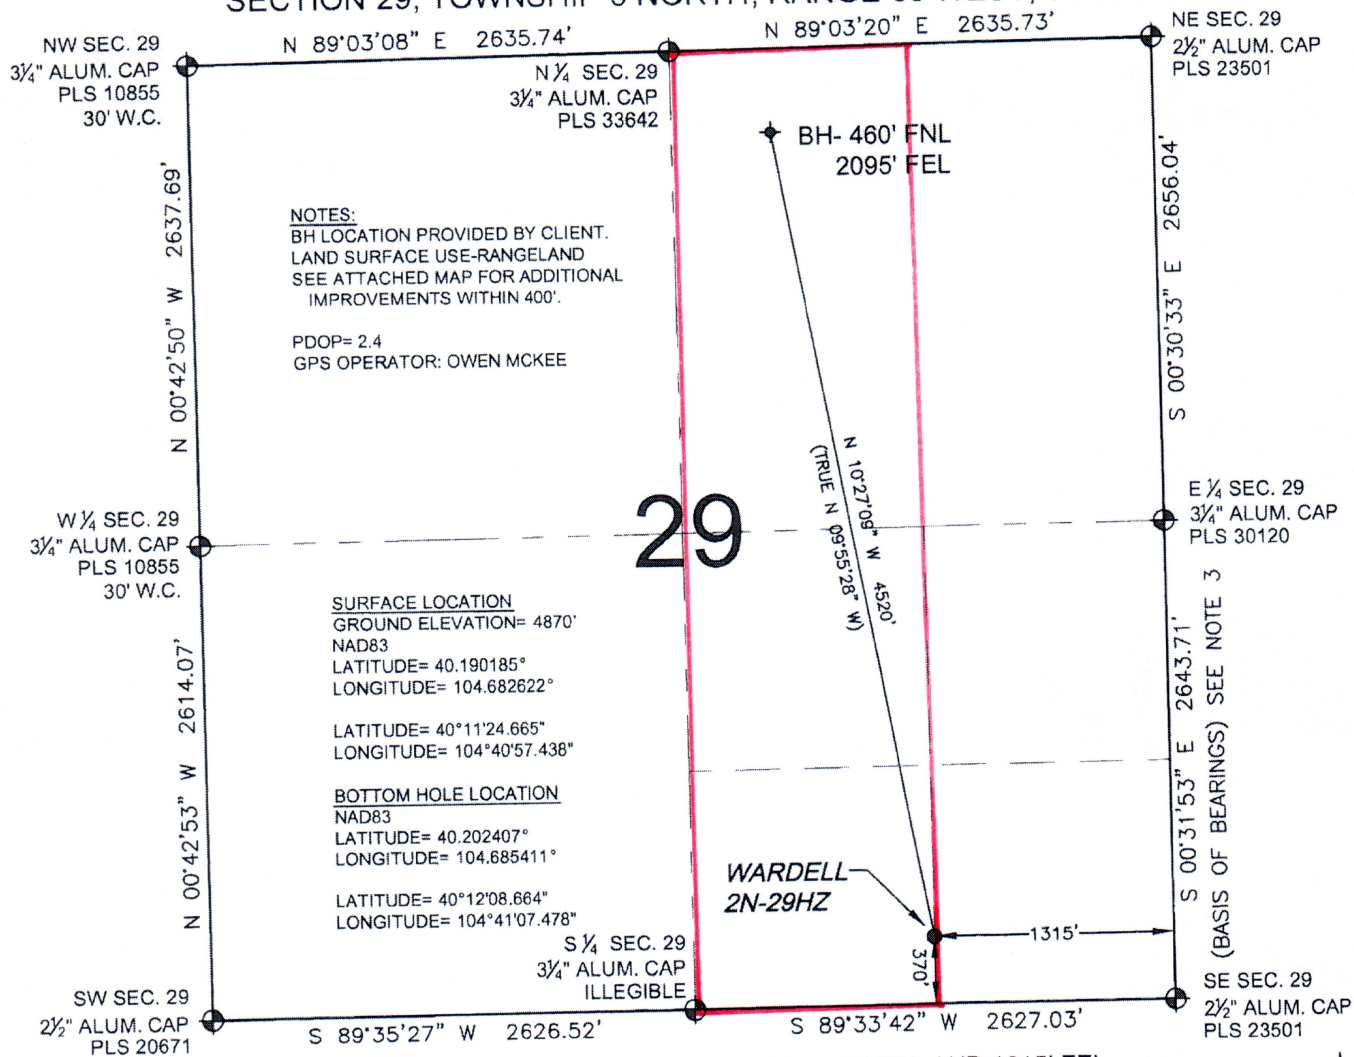 N 89°03'08" E 2635.74'
N 89°03'20" E 2635.73'
NW SEC. 29
3¼" ALUM. CAP
PLS 10855
30' W.C.
N ¼ SEC. 29
3¼" ALUM. CAP
PLS 33642
NE SEC. 29
2½" ALUM. CAP
PLS 23501
BH- 460' FNL
2095' FEL
N 00°42'50" W 2637.69'
S 00°30'33" E 2656.04'
NOTES:
BH LOCATION PROVIDED BY CLIENT.
LAND SURFACE USE-RANGELAND
SEE ATTACHED MAP FOR ADDITIONAL
IMPROVEMENTS WITHIN 400'.
PDOP= 2.4
GPS OPERATOR: OWEN MCKEE
N 10°27'09" W 4520'
(TRUE N 09°55'28" W)
29
W ¼ SEC. 29
3¼" ALUM. CAP
PLS 10855
30' W.C.
E ¼ SEC. 29
3¼" ALUM. CAP
PLS 30120
SURFACE LOCATION
GROUND ELEVATION= 4870'
NAD83
LATITUDE= 40.190185°
LONGITUDE= 104.682622°
LATITUDE= 40°11'24.665"
LONGITUDE= 104°40'57.438"
BOTTOM HOLE LOCATION
NAD83
LATITUDE= 40.202407°
LONGITUDE= 104.685411°
LATITUDE= 40°12'08.664"
LONGITUDE= 104°41'07.478"
N 00°42'53" W 2614.07'
S 00°31'53" E 2643.71'
(BASIS OF BEARINGS) SEE NOTE 3
WARDELL
2N-29HZ
1315'
370'
S ¼ SEC. 29
3¼" ALUM. CAP
ILLEGIBLE
SW SEC. 29
2½" ALUM. CAP
PLS 20671
SE SEC. 29
2½" ALUM. CAP
PLS 23501
S 89°35'27" W 2626.52'
S 89°33'42" W 2627.03'